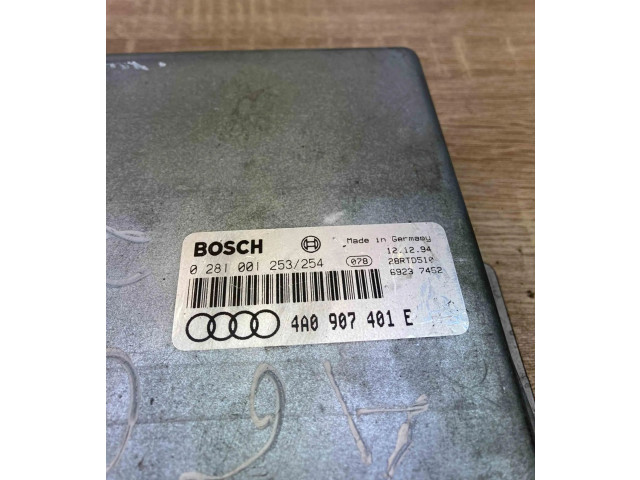 BOSCH Made in Germany
12.12.94
0 281 001 253/254 078 28RTD510
6923 7452
4A0 907 401 E
A6